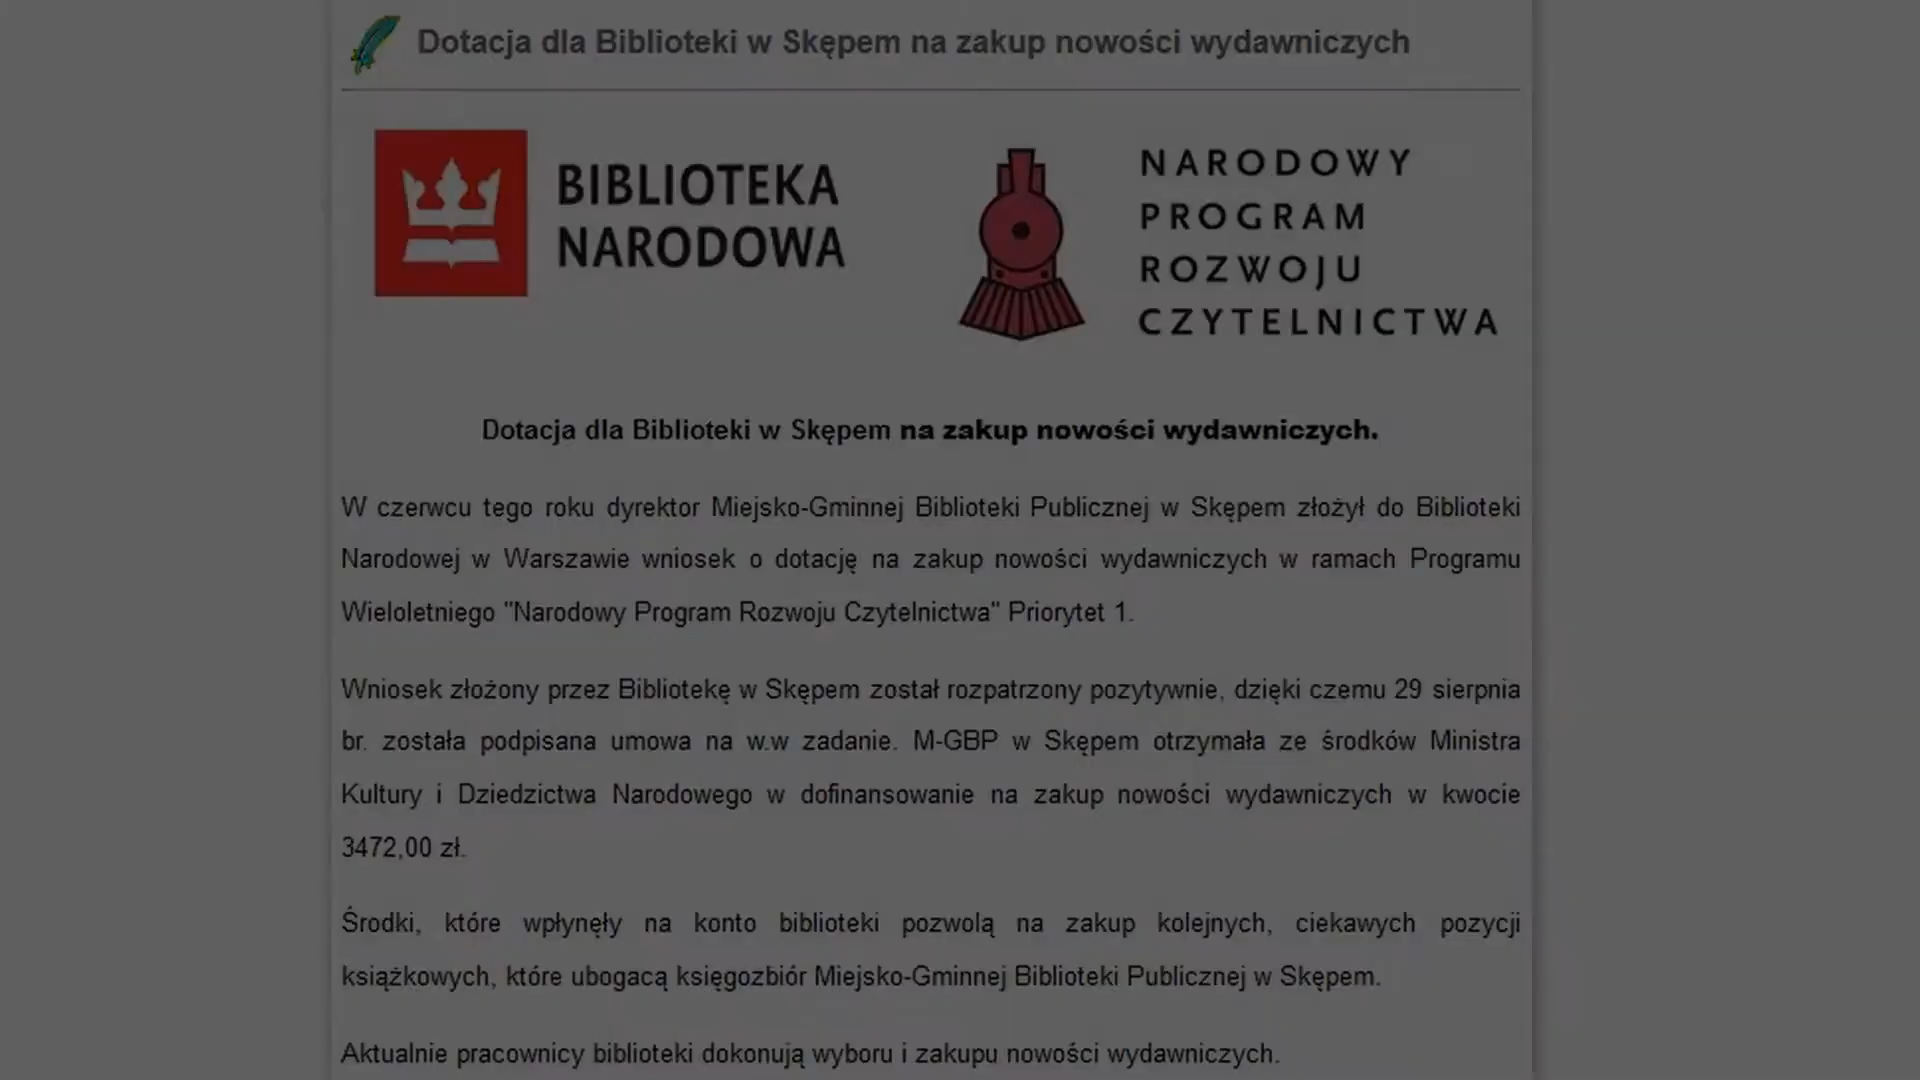 Dotacja dla Biblioteki w Skępem na zakup nowości wydawniczych
BIBLIOTEKA
NARODOWA
NARODOWY
PROGRAM
ROZWOJU
CZYTELNICTWA
Dotacja dla Biblioteki w Skępem na zakup nowości wydawniczych.
W czerwcu tego roku dyrektor Miejsko-Gminnej Biblioteki Publicznej w Skępem złożył do Biblioteki
Narodowej w Warszawie wniosek o dotację na zakup nowości wydawniczych w ramach Programu
Wieloletniego "Narodowy Program Rozwoju Czytelnictwa" Priorytet 1.
Wniosek złożony przez Bibliotekę w Skępem został rozpatrzony pozytywnie, dzięki czemu 29 sierpnia
br. została podpisana umowa na w.w zadanie. M-GBP w Skępem otrzymała ze środków Ministra
Kultury i Dziedzictwa Narodowego w dofinansowanie na zakup nowości wydawniczych w kwocie
3472,00 zł.
Środki, które wpłynęły na konto biblioteki pozwolą na zakup kolejnych, ciekawych pozycji
książkowych, które ubogacą księgozbiór Miejsko-Gminnej Biblioteki Publicznej w Skępem.
Aktualnie pracownicy biblioteki dokonują wyboru i zakupu nowości wydawniczych.